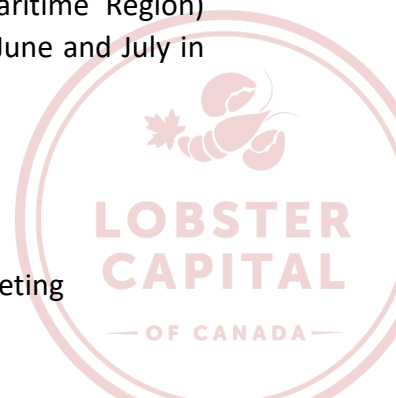 aritime Region)
June and July in
LOBSTER
CAPITAL
eting
OF CANADA